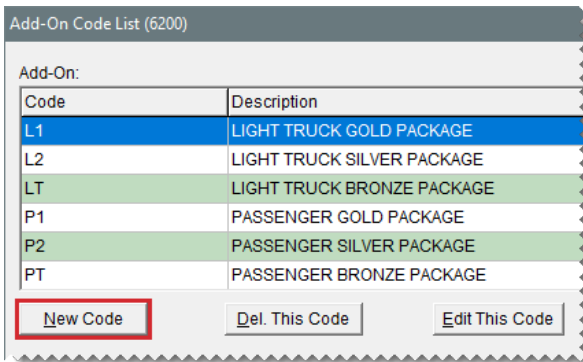 Add-On Code List (6200)
Add-On:
Code Description
L1 LIGHT TRUCK GOLD PACKAGE
L2 LIGHT TRUCK SILVER PACKAGE
LT LIGHT TRUCK BRONZE PACKAGE
P1 PASSENGER GOLD PACKAGE
P2 PASSENGER SILVER PACKAGE
PT PASSENGER BRONZE PACKAGE
New Code Del. This Code Edit This Code